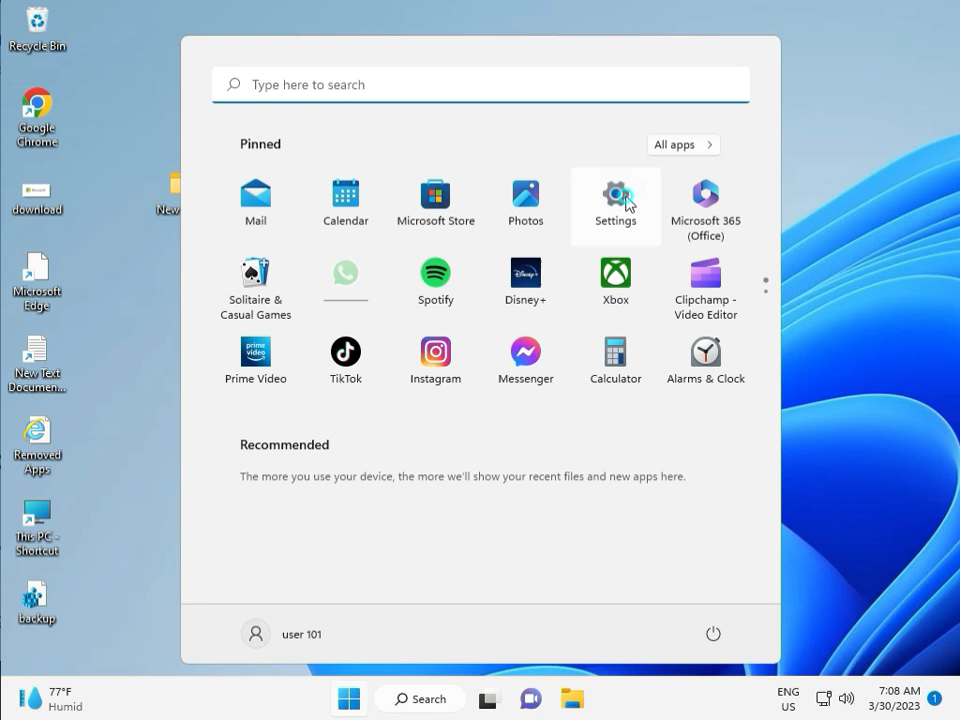 Recycle Bin
Google
Chrome
download
New
Microsoft
Edge
New Text
Documen...
Removed
Apps
This PC -
Shortcut
backup
Type here to search
Pinned
All apps
Mail
Calendar
Microsoft Store
Photos
Settings
Microsoft 365
(Office)
Solitaire &
Casual Games
Spotify
Disney+
Disney+
Xbox
Clipchamp -
Video Editor
prime
video
Prime Video
TikTok
Instagram
Messenger
Calculator
Alarms & Clock
Recommended
The more you use your device, the more we'll show your recent files and new apps here.
user 101
77°F
Humid
Search
ENG
US
7:08 AM
3/30/2023
1